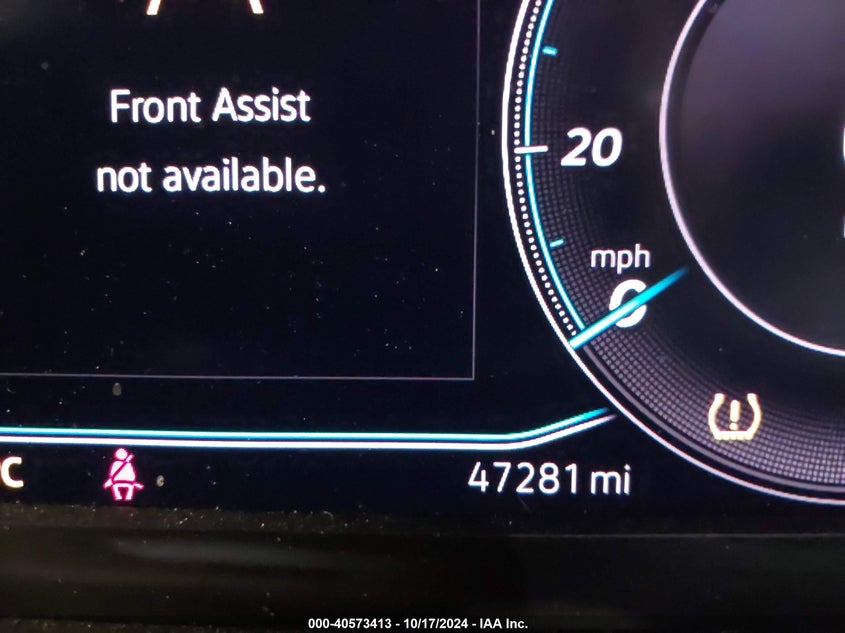 Front Assist
not available.
20
mph
0
C
47281 mi
000-40573413 - 10/17/2024 - IAA Inc.